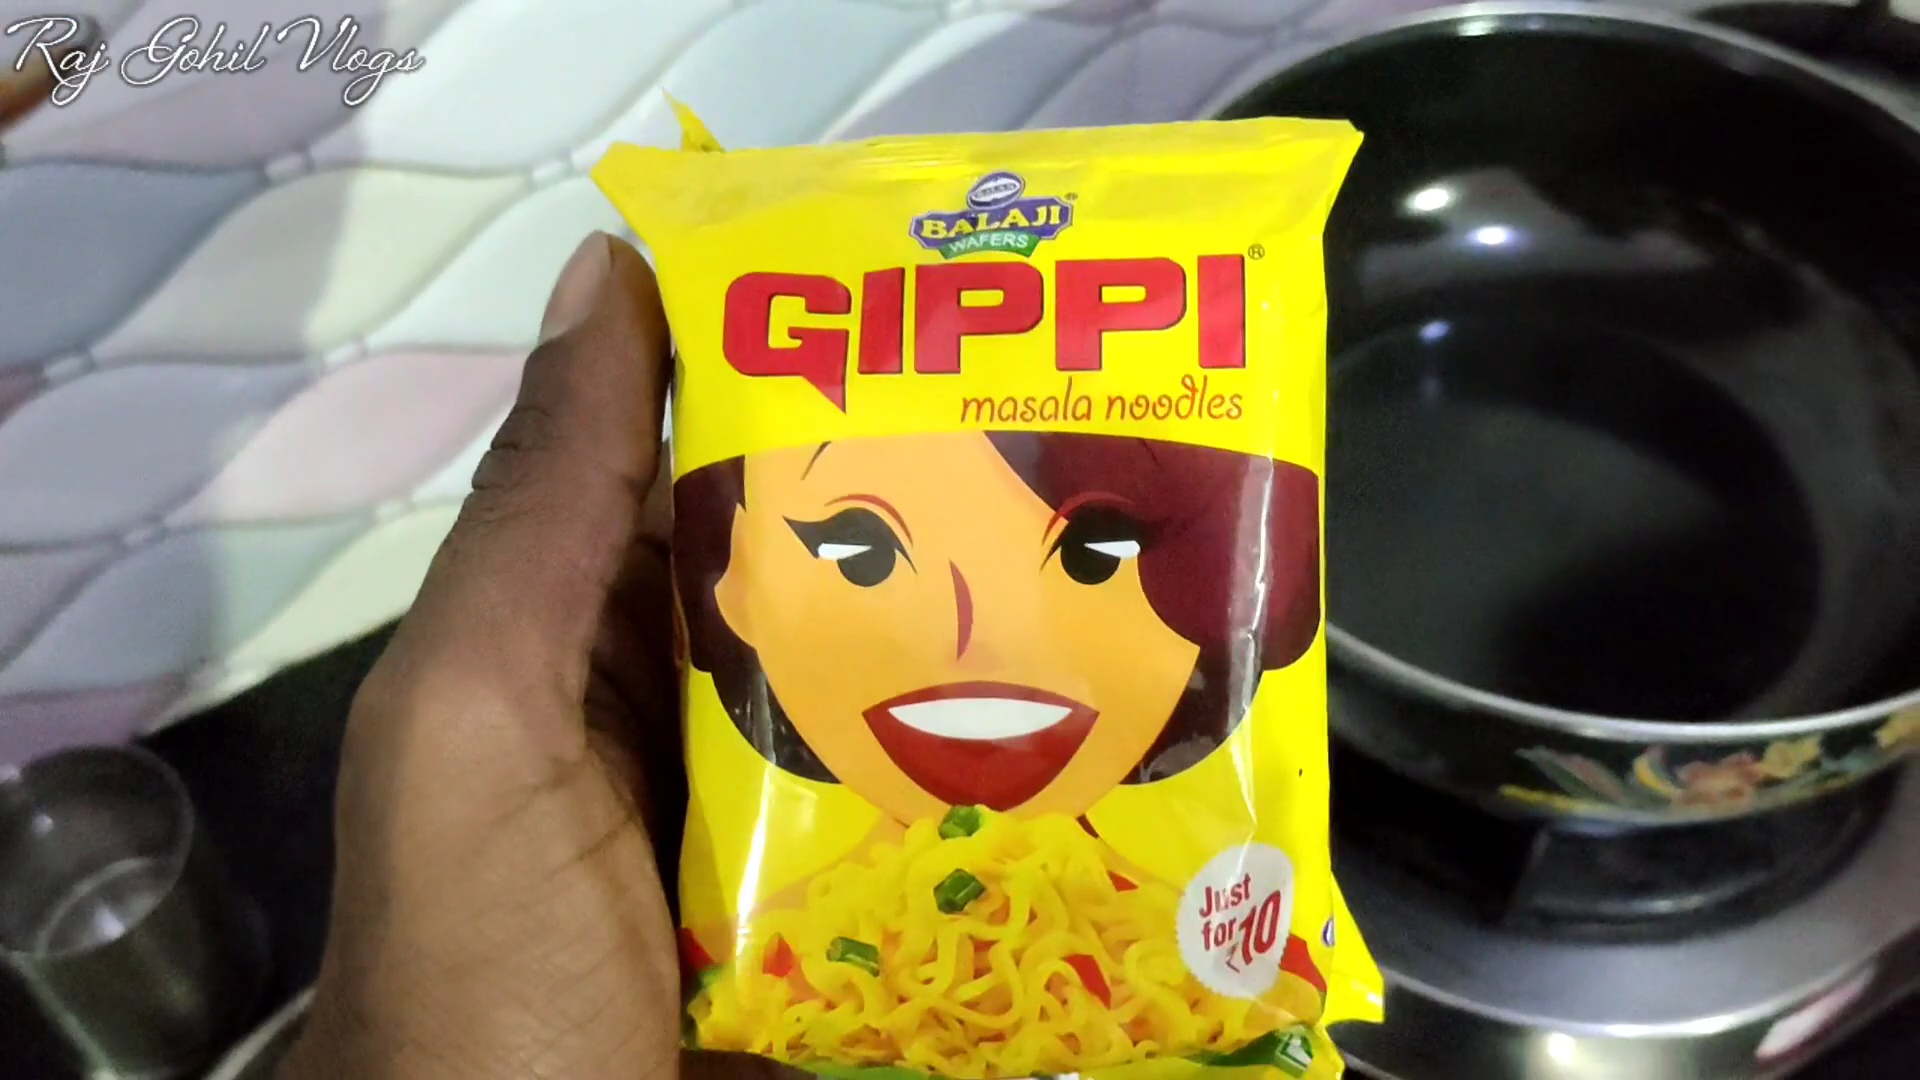 Raj Gohil Vlogs
BALAJI®
WAFERS
GIPPI®
masala noodles
Just
for ₹10